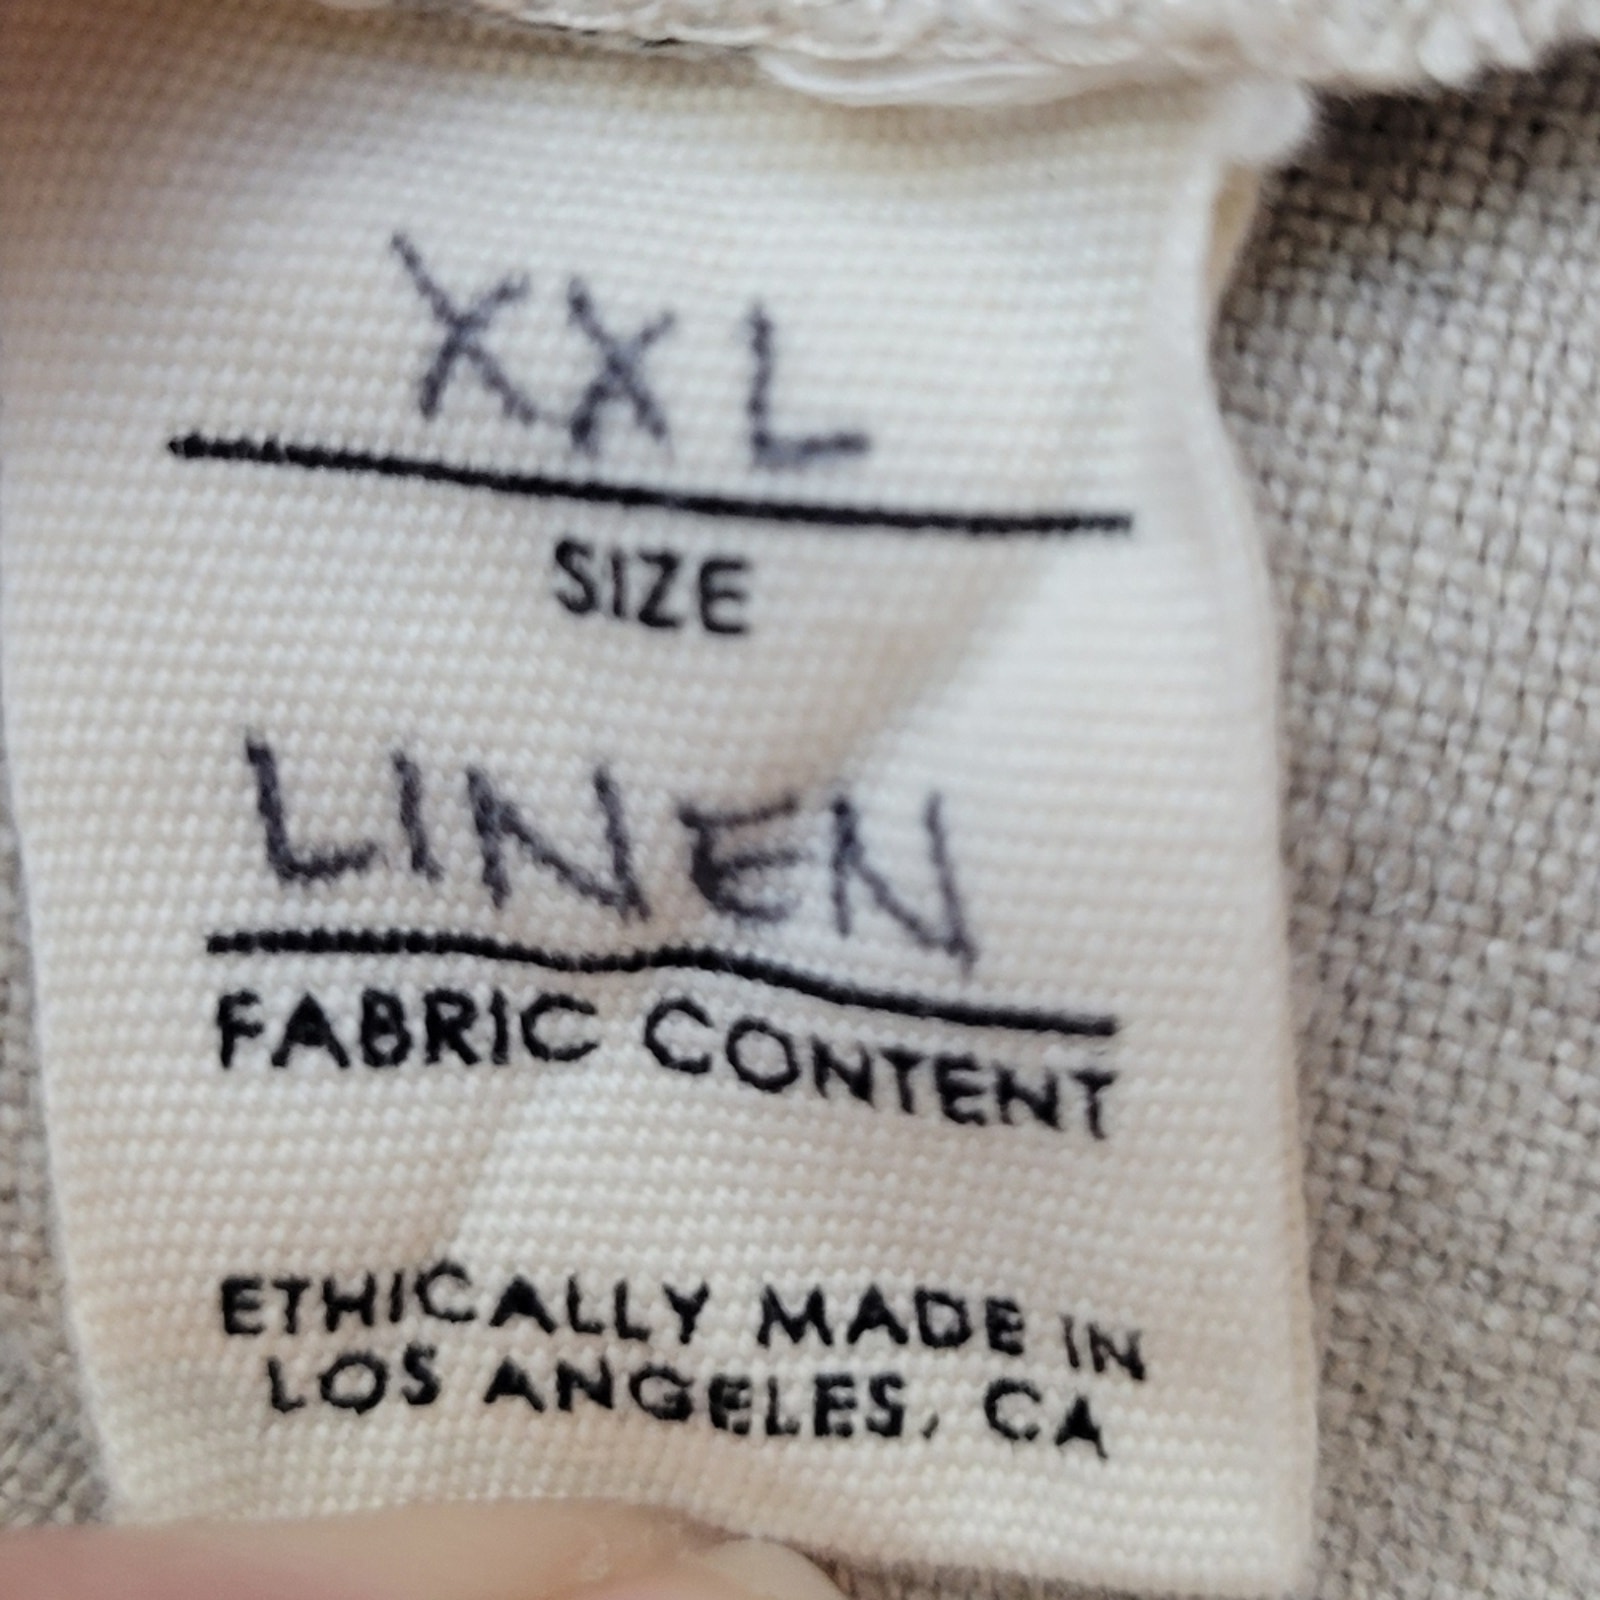 XXL
SIZE
LINEN
FABRIC CONTENT
ETHICALLY MADE IN
LOS ANGELES, CA